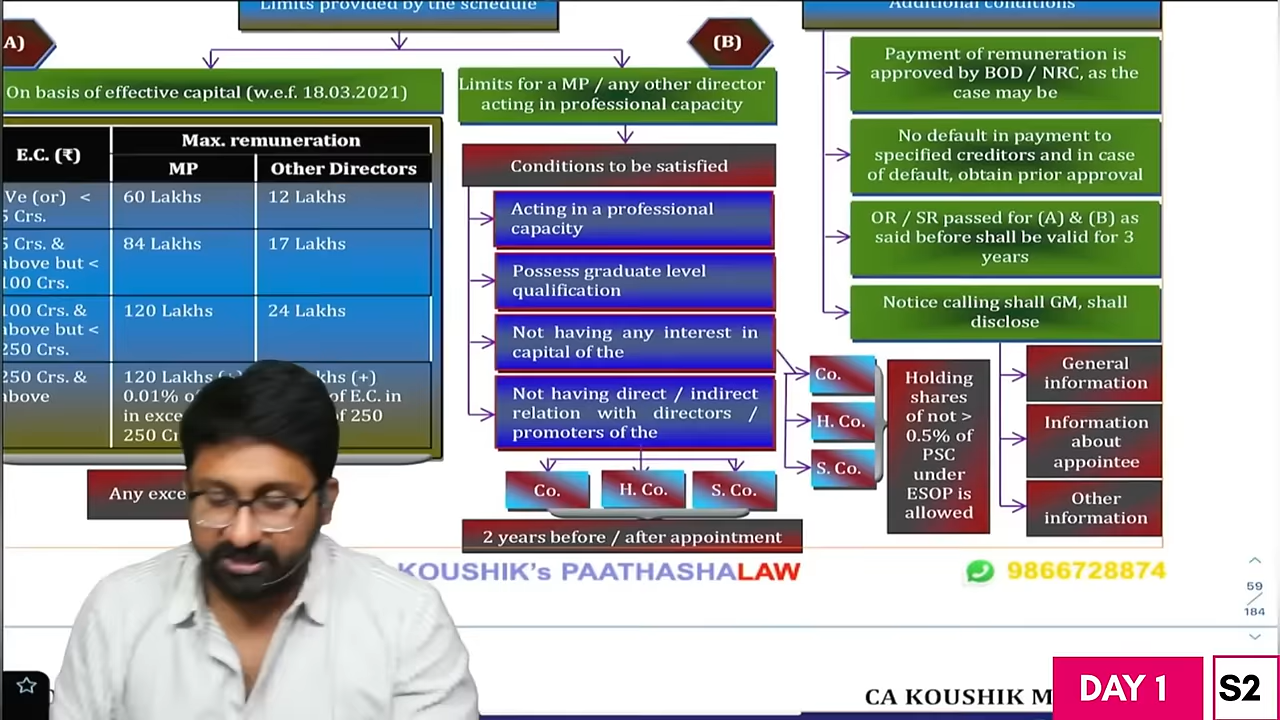 Limits provided by the schedule
Additional conditions
A)
(B)
On basis of effective capital (w.e.f. 18.03.2021)
E.C. (₹)
Max. remuneration
MP
Other Directors
Ve (or) <
5 Crs.
60 Lakhs
12 Lakhs
5 Crs. &
above but <
100 Crs.
84 Lakhs
17 Lakhs
100 Crs. &
above but <
250 Crs.
120 Lakhs
24 Lakhs
250 Crs. &
above
120 Lakhs
0.01% of
in
250
khs (+)
of E.C. in
of 250
Any
Limits for a MP / any other director
acting in professional capacity
Conditions to be satisfied
Acting in a professional
capacity
Possess graduate level
qualification
Not having any interest in
capital of the
Not having direct / indirect
relation with directors /
promoters of the
Co.
H. Co.
S. Co.
2 years before / after appointment
Co.
H. Co.
S. Co.
Holding
shares
of not >
0.5% of
PSC
under
ESOP is
allowed
Payment of remuneration is
approved by BOD / NRC, as the
case may be
No default in payment to
specified creditors and in case
of default, obtain prior approval
OR / SR passed for (A) & (B) as
said before shall be valid for 3
years
Notice calling shall GM, shall
disclose
General
information
Information
about
appointee
Other
information
KOUSHIK's PAATHASHALAW
9866728874
59
184
CA KOUSHIK M
DAY 1
S2